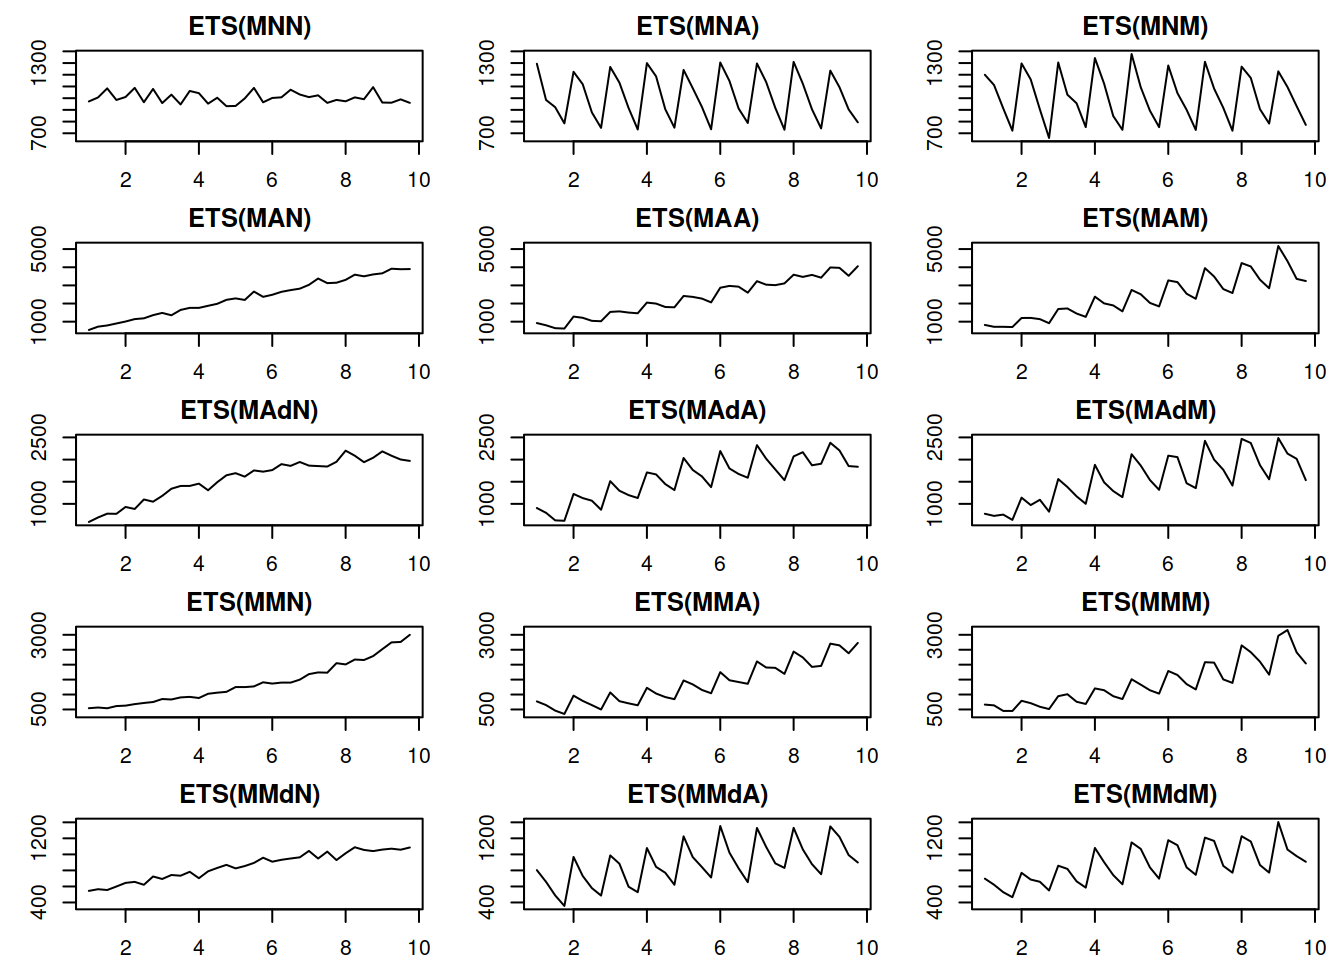 ETS(MNN) ETS(MNA) ETS(MNM)
1300 1300 1300
700 700 700
2 4 6 8 10 2 4 6 8 10 2 4 6 8 10
ETS(MAN) ETS(MAA) ETS(MAM)
5000 5000 5000
1000 1000 1000
2 4 6 8 10 2 4 6 8 10 2 4 6 8 10
ETS(MAdN) ETS(MAdA) ETS(MAdM)
2500 2500 2500
1000 1000 1000
2 4 6 8 10 2 4 6 8 10 2 4 6 8 10
ETS(MMN) ETS(MMA) ETS(MMM)
3000 3000 3000
500 500 500
2 4 6 8 10 2 4 6 8 10 2 4 6 8 10
ETS(MMdN) ETS(MMdA) ETS(MMdM)
1200 1200 1200
400 400 400
2 4 6 8 10 2 4 6 8 10 2 4 6 8 10